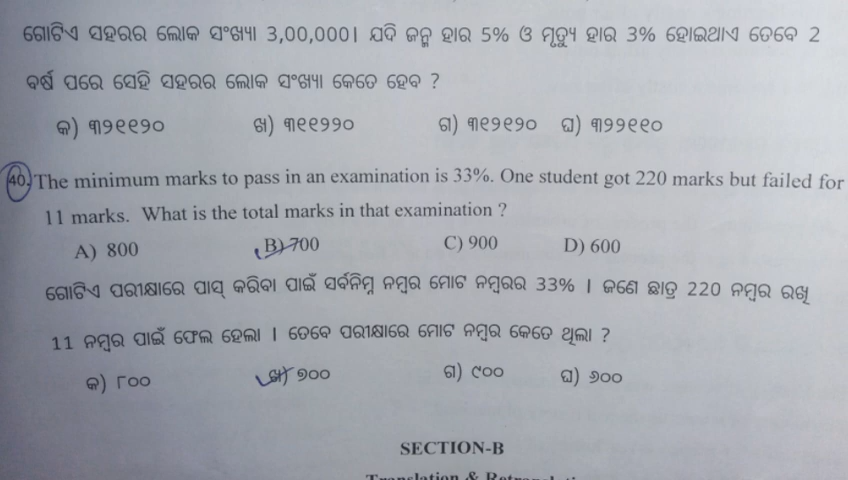 ଗୋଟିଏ ସହରର ଲୋକ ସଂଖ୍ୟା 3,00,000। ଯଦି ଜନ୍ମ ହାର 5% ଓ ମୃତ୍ୟୁ ହାର 3% ହୋଇଥାଏ ତେବେ 2
ବର୍ଷ ପରେ ସେହି ସହରର ଲୋକ ସଂଖ୍ୟା କେତେ ହେବ ?
କ) ୩୨୧୧୨୦ ଖ) ୩୧୧୨୨୦ ଗ) ୩୧୨୧୨୦ ଘ) ୩୨୨୧୧୦
40. The minimum marks to pass in an examination is 33%. One student got 220 marks but failed for
11 marks. What is the total marks in that examination ?
A) 800 B) 700 C) 900 D) 600
ଗୋଟିଏ ପରୀକ୍ଷାରେ ପାସ୍ କରିବା ପାଇଁ ସର୍ବନିମ୍ନ ନମ୍ବର ମୋଟ ନମ୍ବରର 33% । ଜଣେ ଛାତ୍ର 220 ନମ୍ବର ରଖି
11 ନମ୍ବର ପାଇଁ ଫେଲ ହେଲା । ତେବେ ପରୀକ୍ଷାରେ ମୋଟ ନମ୍ବର କେତେ ଥିଲା ?
କ) ୮୦୦ ଖ) ୭୦୦ ଗ) ୯୦୦ ଘ) ୬୦୦
SECTION-B
Translation &